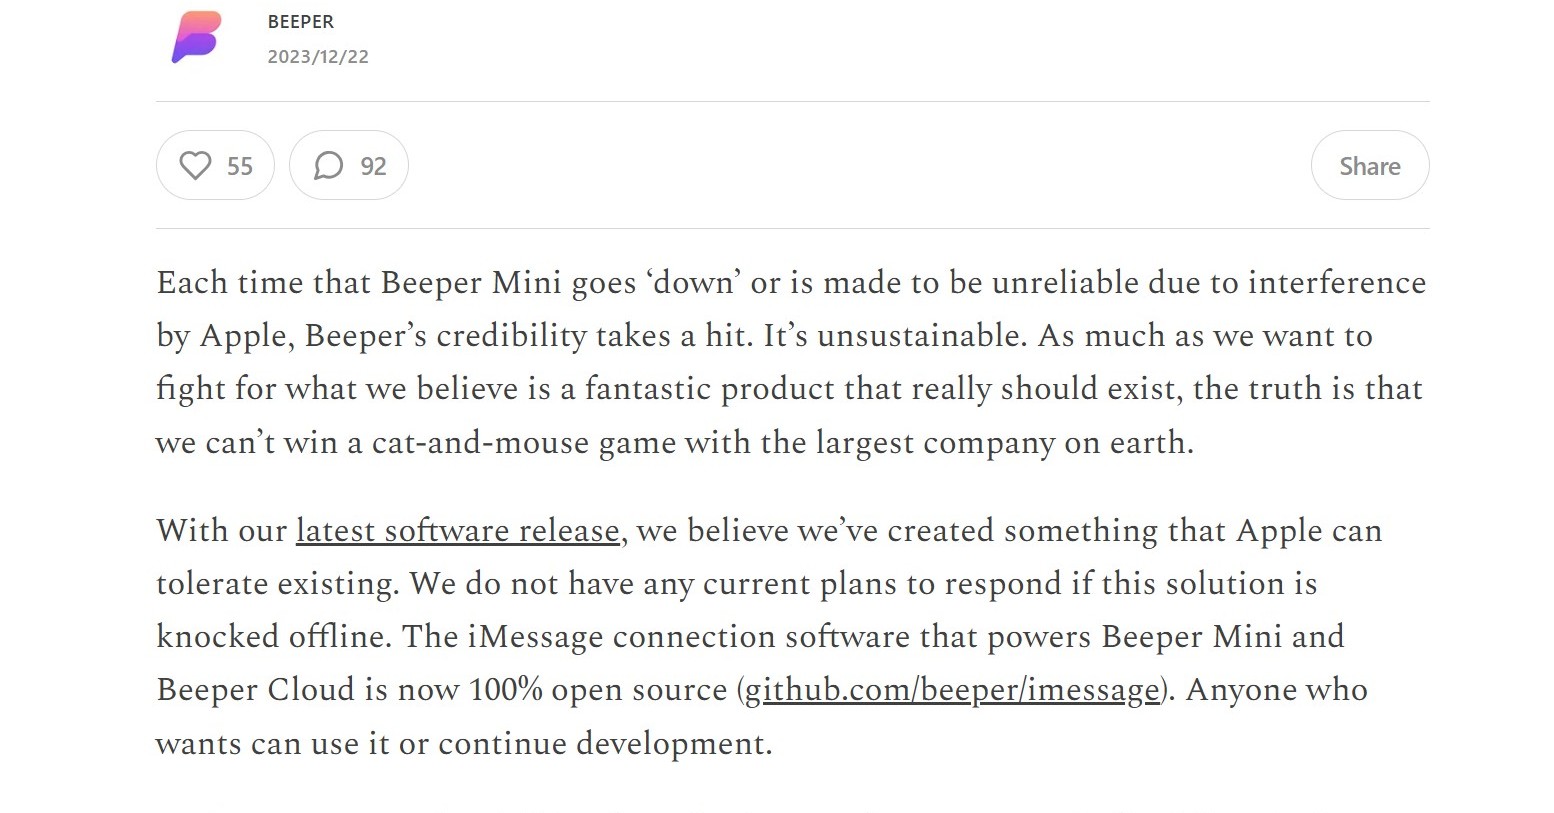 BEEPER
2023/12/22
55
92
Share
Each time that Beeper Mini goes ‘down’ or is made to be unreliable due to interference
by Apple, Beeper’s credibility takes a hit. It’s unsustainable. As much as we want to
fight for what we believe is a fantastic product that really should exist, the truth is that
we can’t win a cat-and-mouse game with the largest company on earth.
With our latest software release, we believe we’ve created something that Apple can
tolerate existing. We do not have any current plans to respond if this solution is
knocked offline. The iMessage connection software that powers Beeper Mini and
Beeper Cloud is now 100% open source (github.com/beeper/imessage). Anyone who
wants can use it or continue development.